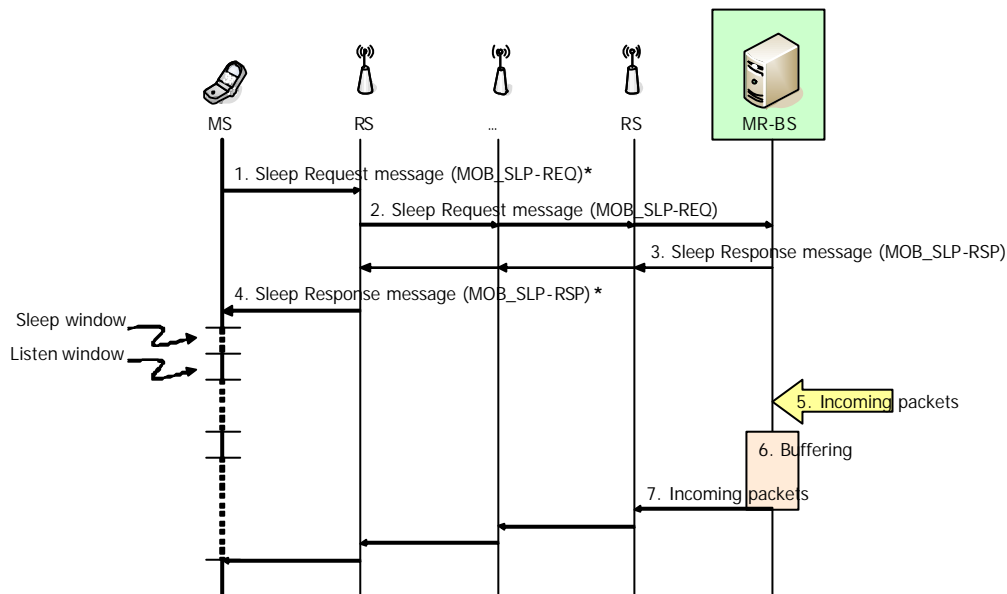 MS
RS
...
RS
MR-BS
1. Sleep Request message (MOB_SLP-REQ)*
2. Sleep Request message (MOB_SLP-REQ)
3. Sleep Response message (MOB_SLP-RSP)
4. Sleep Response message (MOB_SLP-RSP)*
Sleep window
Listen window
5. Incoming packets
6. Buffering
7. Incoming packets